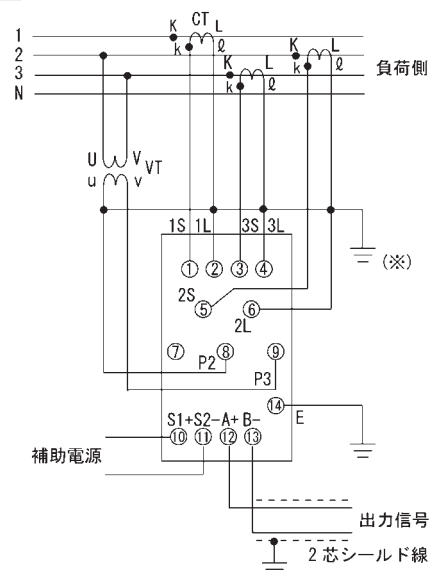 CT
1 K L
2 k ℓ K L
3 K L k ℓ 負荷側
N k ℓ
U V VT
u v
1S 1L 3S 3L
① ② ③ ④ (※)
2S
⑤ ⑥
2L
⑦ ⑧ ⑨
P2
P3
⑭ E
S1+S2-A+B-
⑩ ⑪ ⑫ ⑬
補助電源
出力信号
2芯シールド線